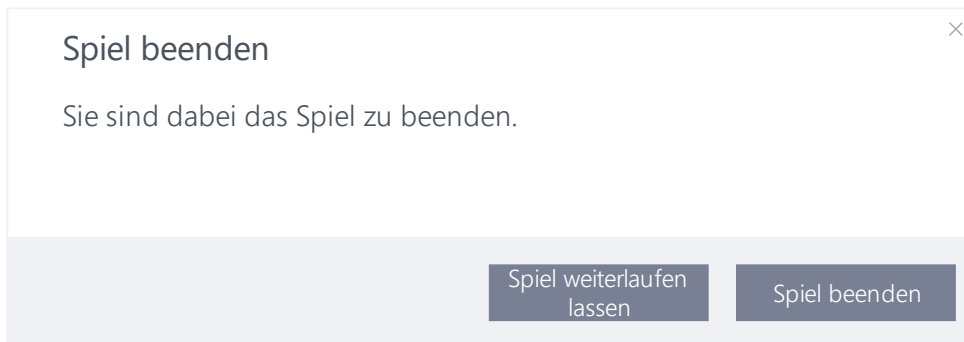 Spiel beenden
Sie sind dabei das Spiel zu beenden.
Spiel weiterlaufen
lassen
Spiel beenden